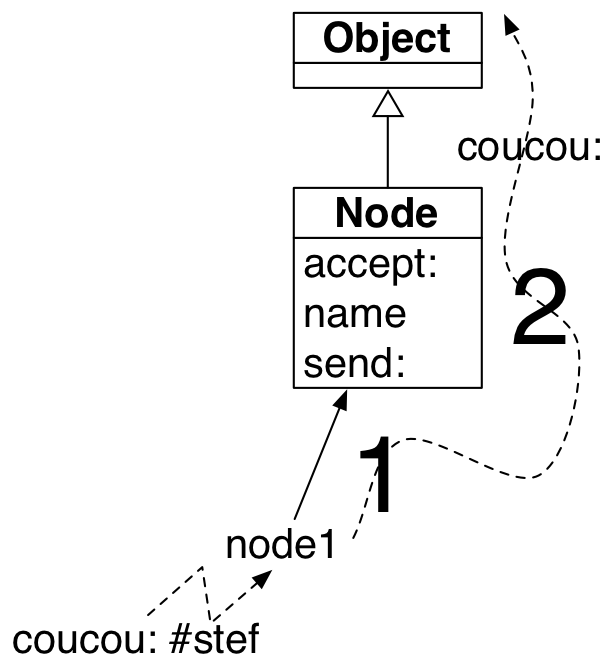 Object
coucou:
Node
accept:
name
send:
2
1
node1
coucou: #stef